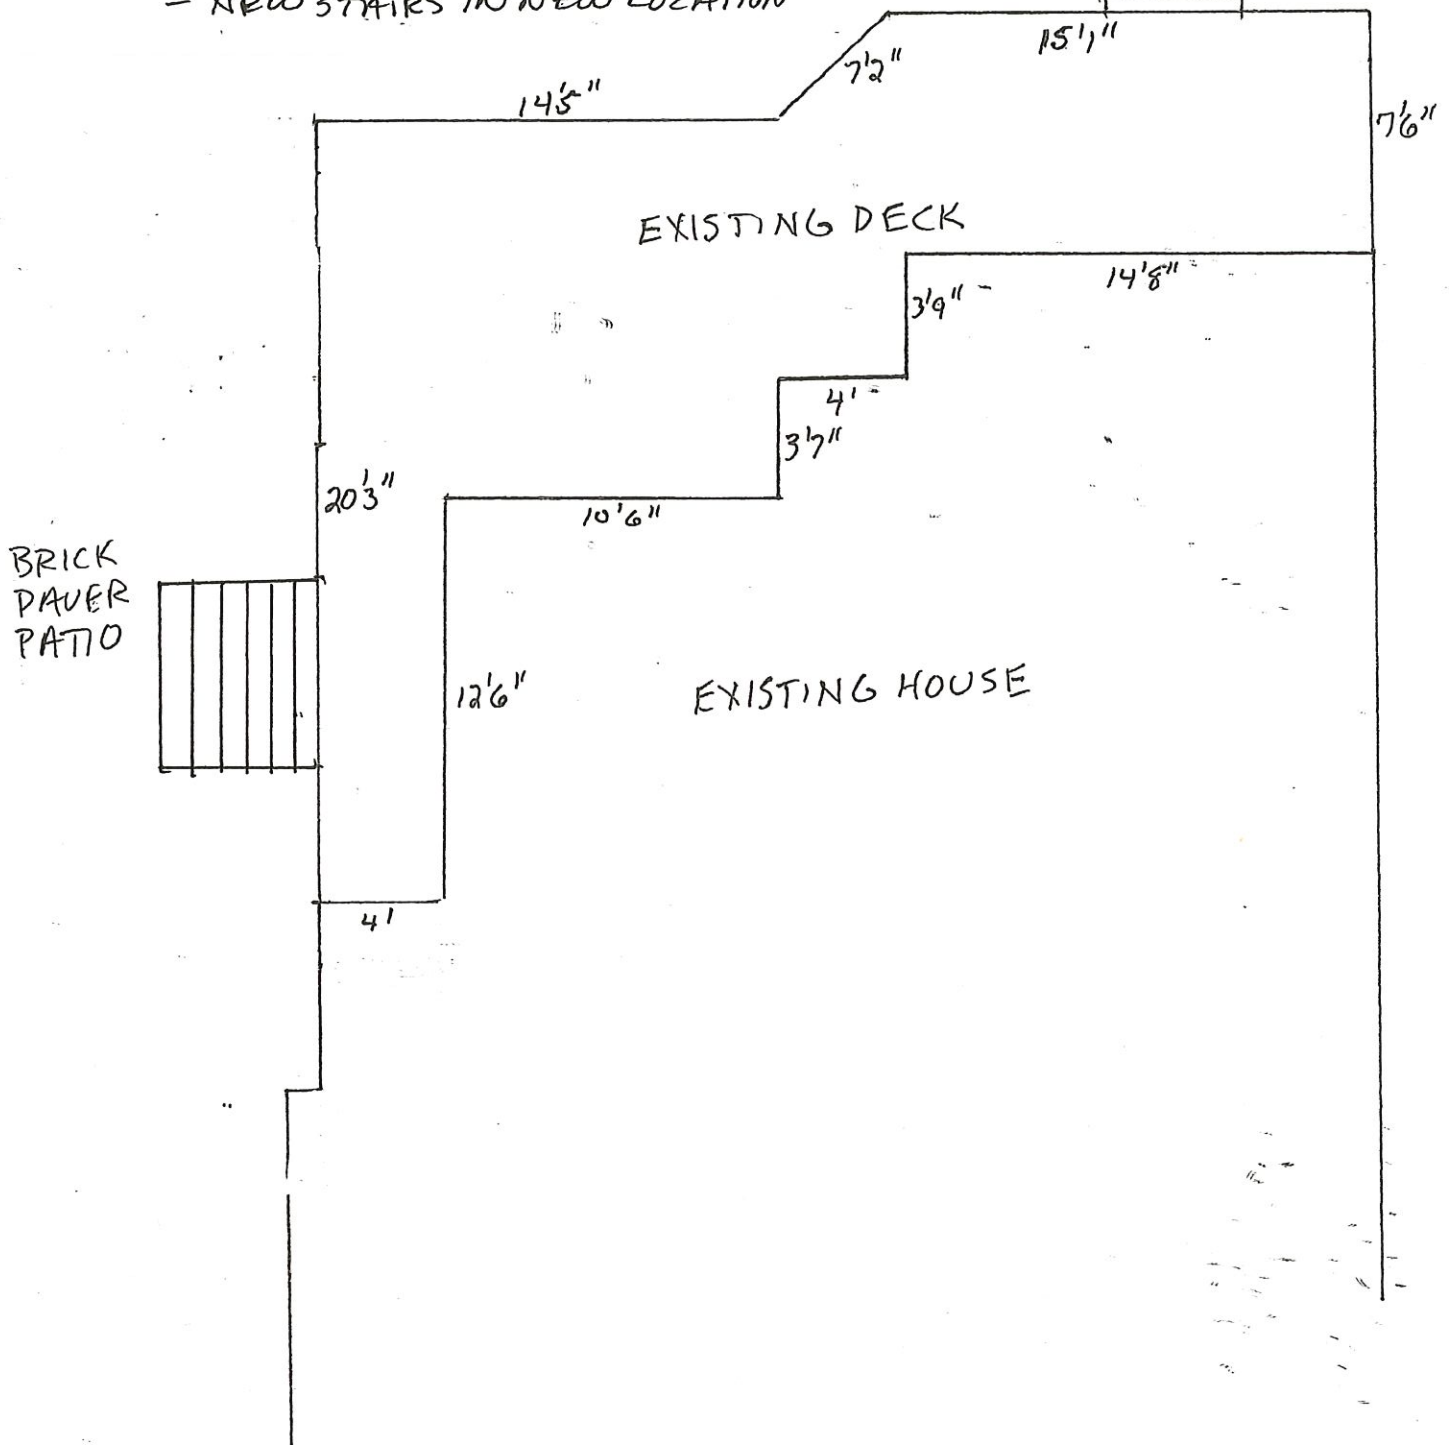 - NEW STAIRS IN NEW LOCATION
15'1"
7'2"
14'5"
7'6"
EXISTING DECK
14'8"
3'9"
4'
3'7"
20'3"
10'6"
BRICK
PAVER
PATIO
12'6"
EXISTING HOUSE
4'